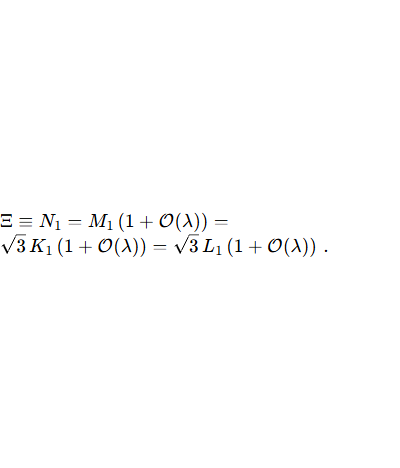 Ξ ≡ N₁ = M₁ (1 + 𝒪(λ)) =
√3 K₁ (1 + 𝒪(λ)) = √3 L₁ (1 + 𝒪(λ)) .